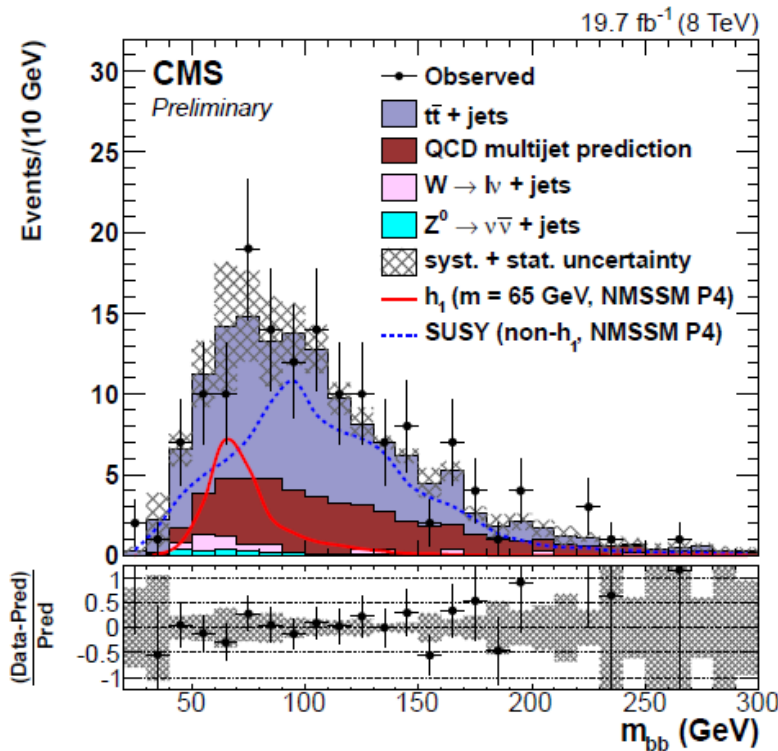 19.7 fb⁻¹ (8 TeV)
CMS
Preliminary
Observed
tt̄ + jets
QCD multijet prediction
W → lν + jets
Z⁰ → νν̄ + jets
syst. + stat. uncertainty
h₁ (m = 65 GeV, NMSSM P4)
SUSY (non-h₁, NMSSM P4)
Events/(10 GeV)
30
25
20
15
10
5
0
(Data-Pred)
Pred
1
0.5
0
-0.5
-1
50 100 150 200 250 300
m_bb (GeV)